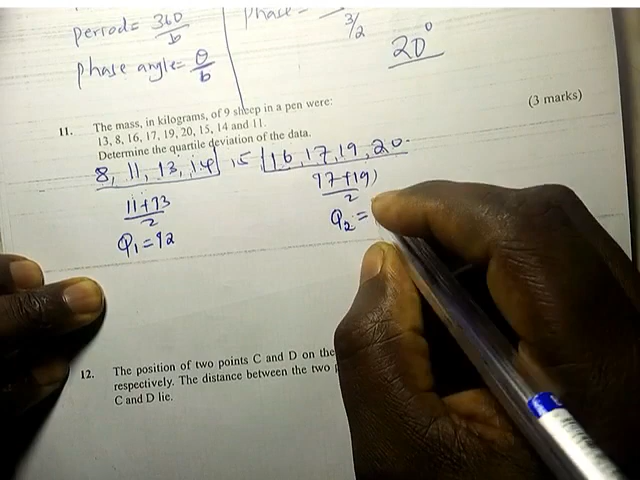 period = 360/b
phase = 3/2
phase angle = θ/b
20°
11. The mass, in kilograms, of 9 sheep in a pen were: (3 marks)
13, 8, 16, 17, 19, 20, 15, 14 and 11.
Determine the quartile deviation of the data.
8, 11, 13, 14 15 16, 17, 19, 20
11+13/2
17+19)/2
Q1 = 12
Q2 =
12. The position of two points C and D on the
respectively. The distance between the two
C and D lie.